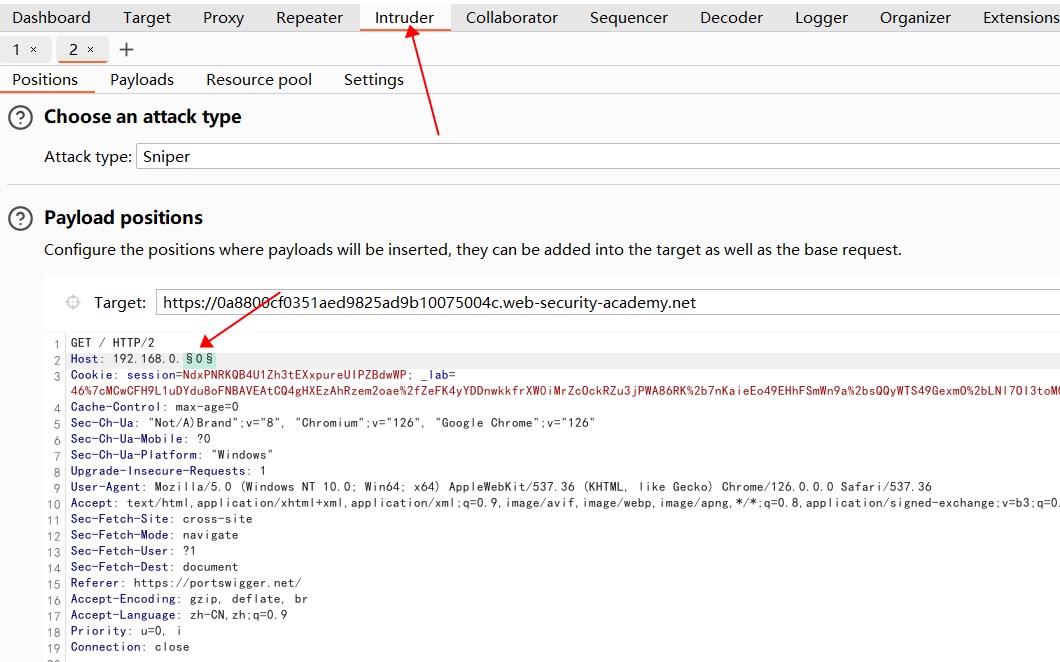 Dashboard Target Proxy Repeater Intruder Collaborator Sequencer Decoder Logger Organizer Extensions
1 × 2 × +
Positions Payloads Resource pool Settings
? Choose an attack type
Attack type: Sniper
? Payload positions
Configure the positions where payloads will be inserted, they can be added into the target as well as the base request.
Target: https://0a8800cf0351aed9825ad9b10075004c.web-security-academy.net
1 GET / HTTP/2
2 Host: 192.168.0.§0§
3 Cookie: session=NdxPNRKQB4U1Zh3tEXxpureUIPZBdwWP; _lab=
46%7cMCwCFH9L1uDYdu8oFNBAVEAtCQ4gHXEzAhRzem2oae%2fZeFK4yYDDnwkkfrXW0iMrZcOckRZu3jPWA86RK%2b7nKaieEo49EHhFSmWn9a%2bsQQyWTS49GexmO%2bLNl7OI3toMO
4 Cache-Control: max-age=0
5 Sec-Ch-Ua: "Not/A)Brand";v="8", "Chromium";v="126", "Google Chrome";v="126"
6 Sec-Ch-Ua-Mobile: ?0
7 Sec-Ch-Ua-Platform: "Windows"
8 Upgrade-Insecure-Requests: 1
9 User-Agent: Mozilla/5.0 (Windows NT 10.0; Win64; x64) AppleWebKit/537.36 (KHTML, like Gecko) Chrome/126.0.0.0 Safari/537.36
10 Accept: text/html,application/xhtml+xml,application/xml;q=0.9,image/avif,image/webp,image/apng,*/*;q=0.8,application/signed-exchange;v=b3;q=0.
11 Sec-Fetch-Site: cross-site
12 Sec-Fetch-Mode: navigate
13 Sec-Fetch-User: ?1
14 Sec-Fetch-Dest: document
15 Referer: https://portswigger.net/
16 Accept-Encoding: gzip, deflate, br
17 Accept-Language: zh-CN,zh;q=0.9
18 Priority: u=0, i
19 Connection: close